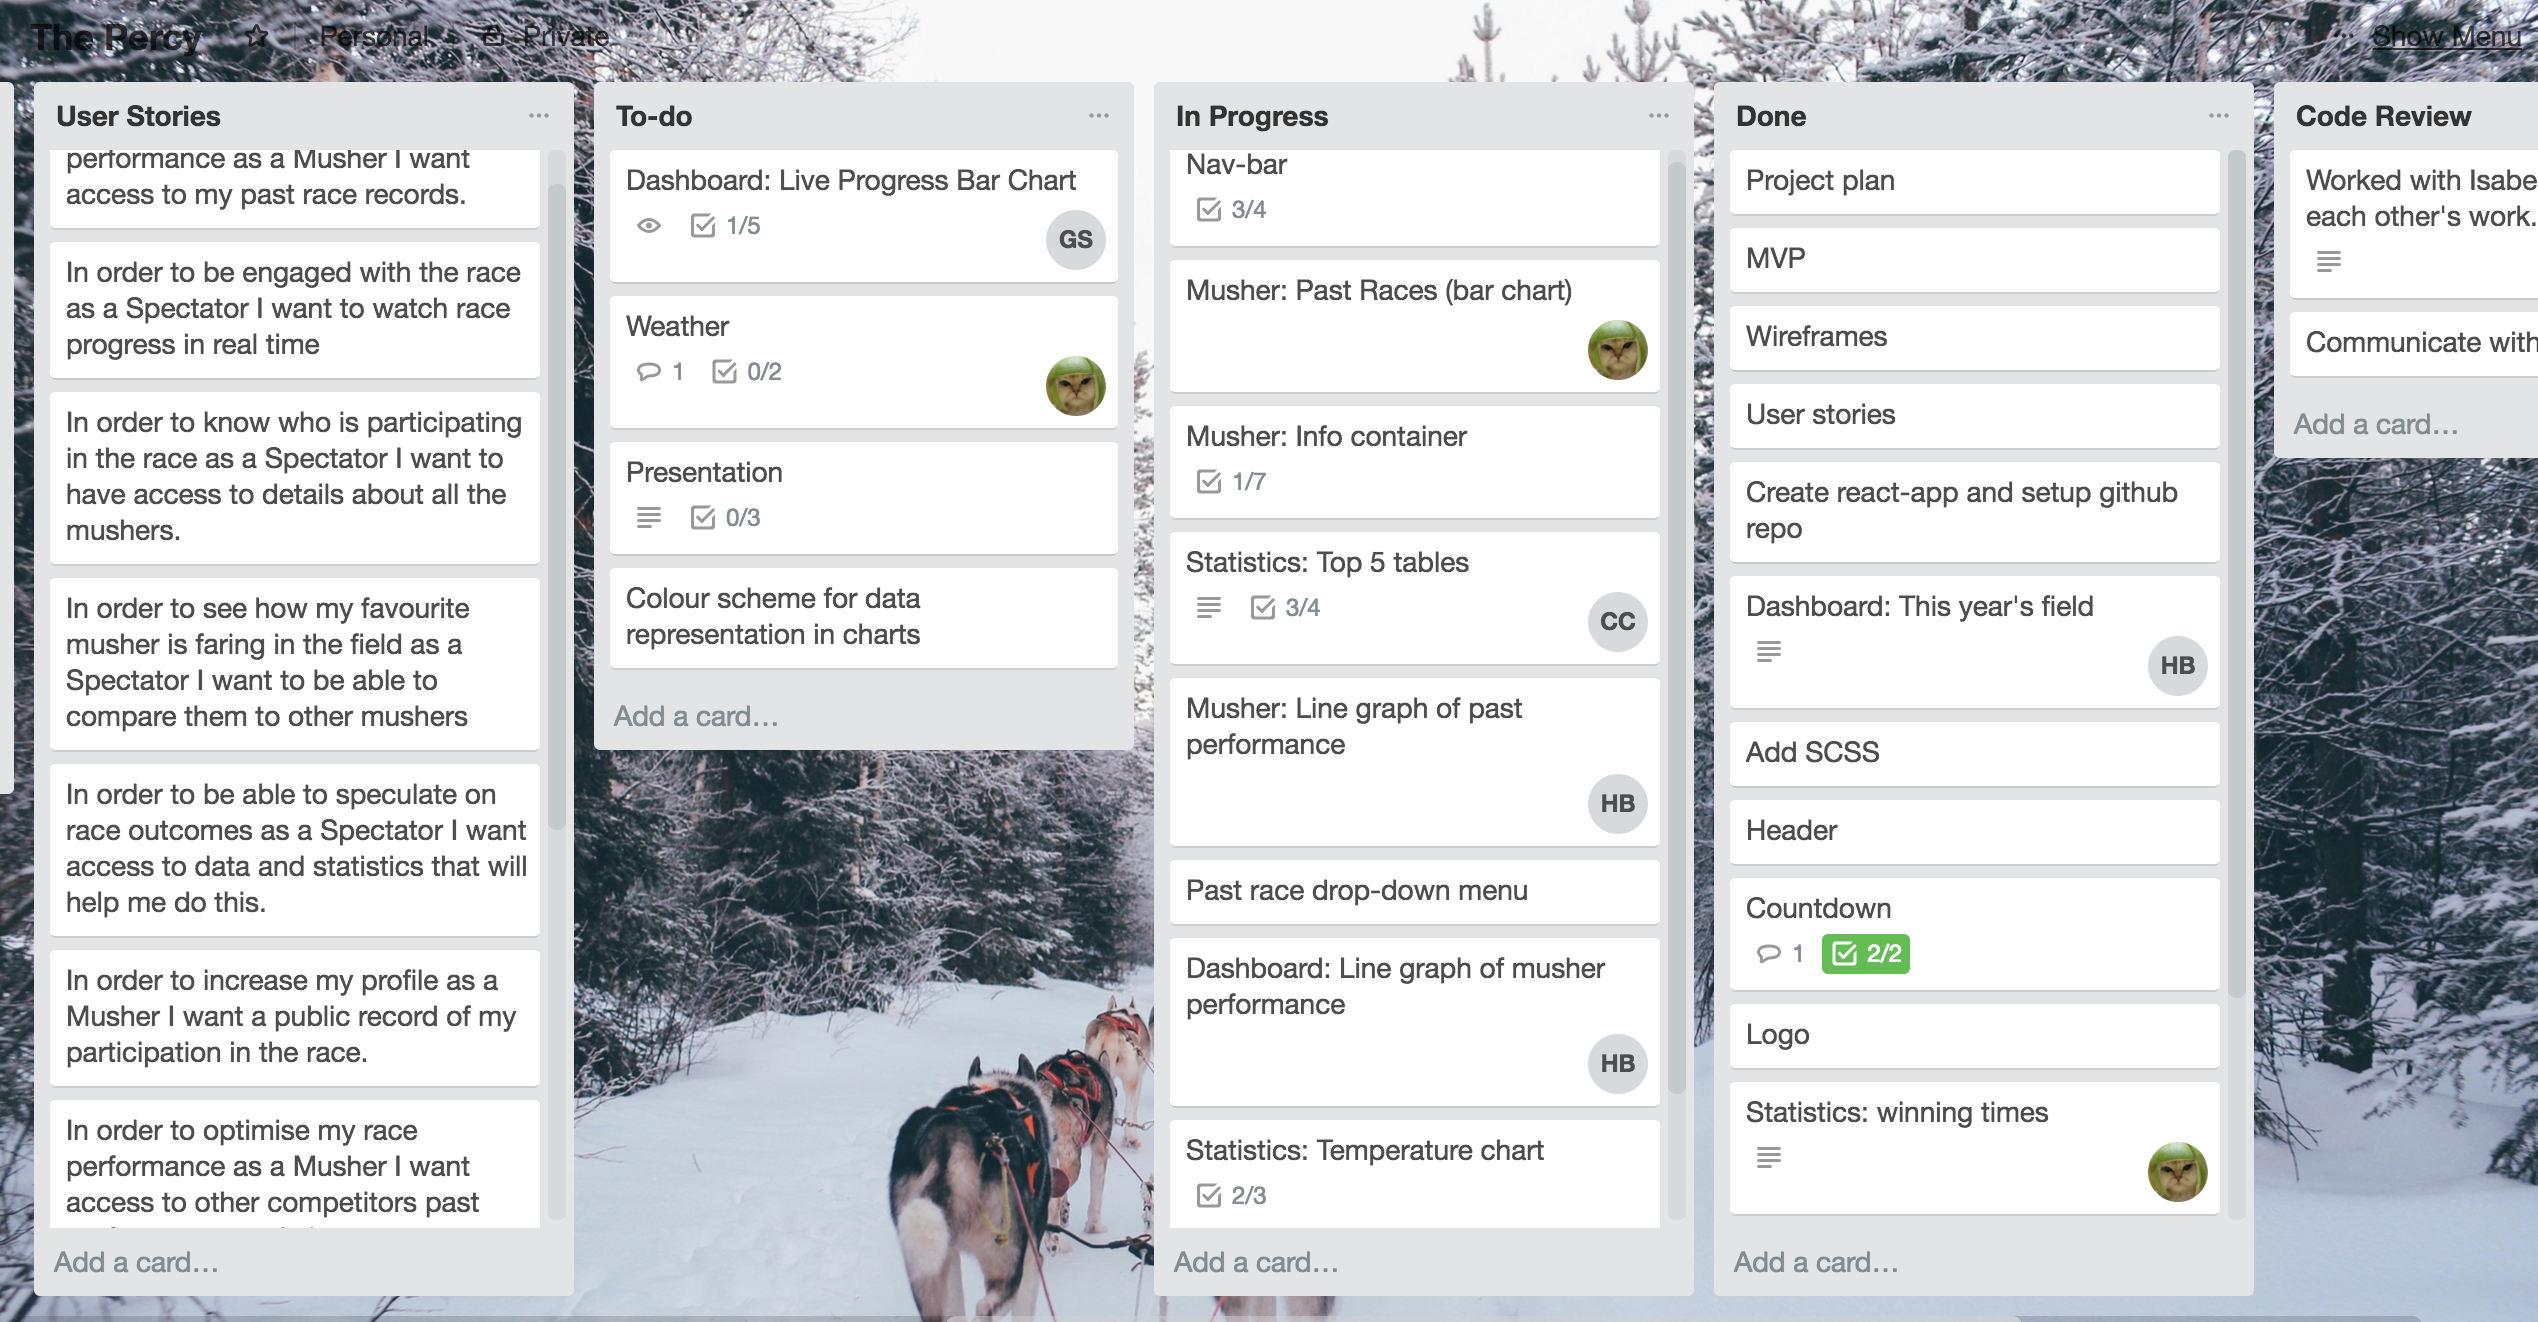 The Percy
Personal
Private
Show Menu
User Stories
performance as a Musher I want
access to my past race records.
In order to be engaged with the race
as a Spectator I want to watch race
progress in real time
In order to know who is participating
in the race as a Spectator I want to
have access to details about all the
mushers.
In order to see how my favourite
musher is faring in the field as a
Spectator I want to be able to
compare them to other mushers
In order to be able to speculate on
race outcomes as a Spectator I want
access to data and statistics that will
help me do this.
In order to increase my profile as a
Musher I want a public record of my
participation in the race.
In order to optimise my race
performance as a Musher I want
access to other competitors past
Add a card...
To-do
Dashboard: Live Progress Bar Chart
1/5
GS
Weather
1
0/2
Presentation
0/3
Colour scheme for data
representation in charts
Add a card...
In Progress
Nav-bar
3/4
Musher: Past Races (bar chart)
Musher: Info container
1/7
Statistics: Top 5 tables
3/4
CC
Musher: Line graph of past
performance
HB
Past race drop-down menu
Dashboard: Line graph of musher
performance
HB
Statistics: Temperature chart
2/3
Add a card...
Done
Project plan
MVP
Wireframes
User stories
Create react-app and setup github
repo
Dashboard: This year's field
HB
Add SCSS
Header
Countdown
1
2/2
Logo
Statistics: winning times
Add a card...
Code Review
Worked with Isabe
each other's work.
Communicate with
Add a card...